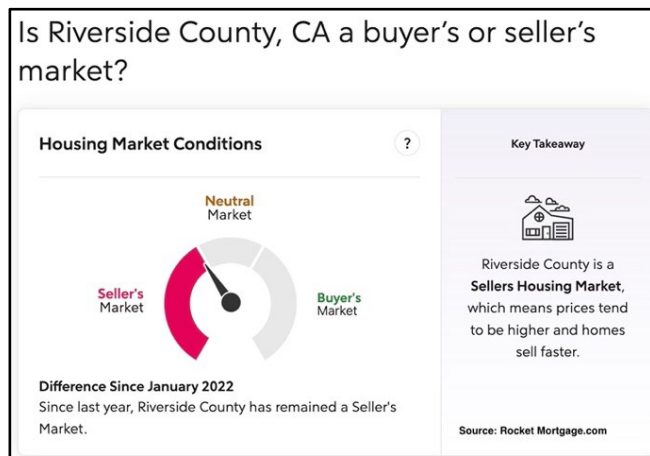 Is Riverside County, CA a buyer’s or seller’s
market?
Housing Market Conditions
?
Neutral
Market
Seller's
Market
Buyer's
Market
Difference Since January 2022
Since last year, Riverside County has remained a Seller's
Market.
Key Takeaway
Riverside County is a
Sellers Housing Market,
which means prices tend
to be higher and homes
sell faster.
Source: Rocket Mortgage.com